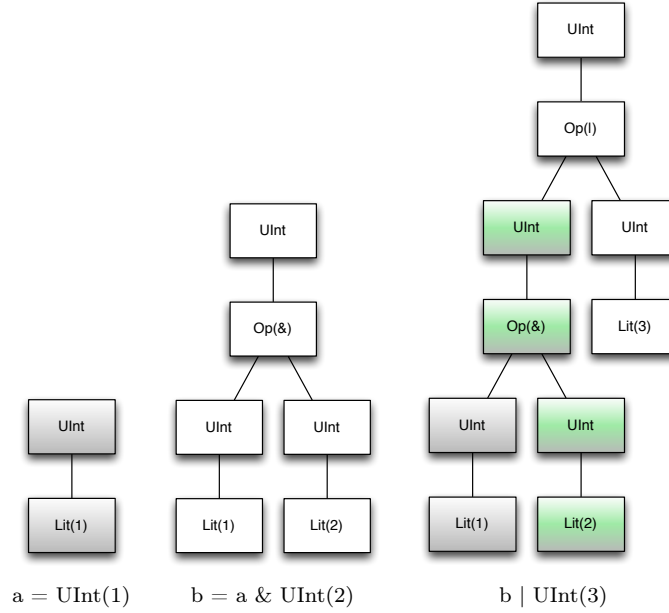 UInt
Op(|)
UInt
UInt
UInt
Op(&)
Op(&)
Lit(3)
UInt
UInt
UInt
UInt
UInt
Lit(1)
Lit(1)
Lit(2)
Lit(1)
Lit(2)
a = UInt(1)
b = a & UInt(2)
b | UInt(3)